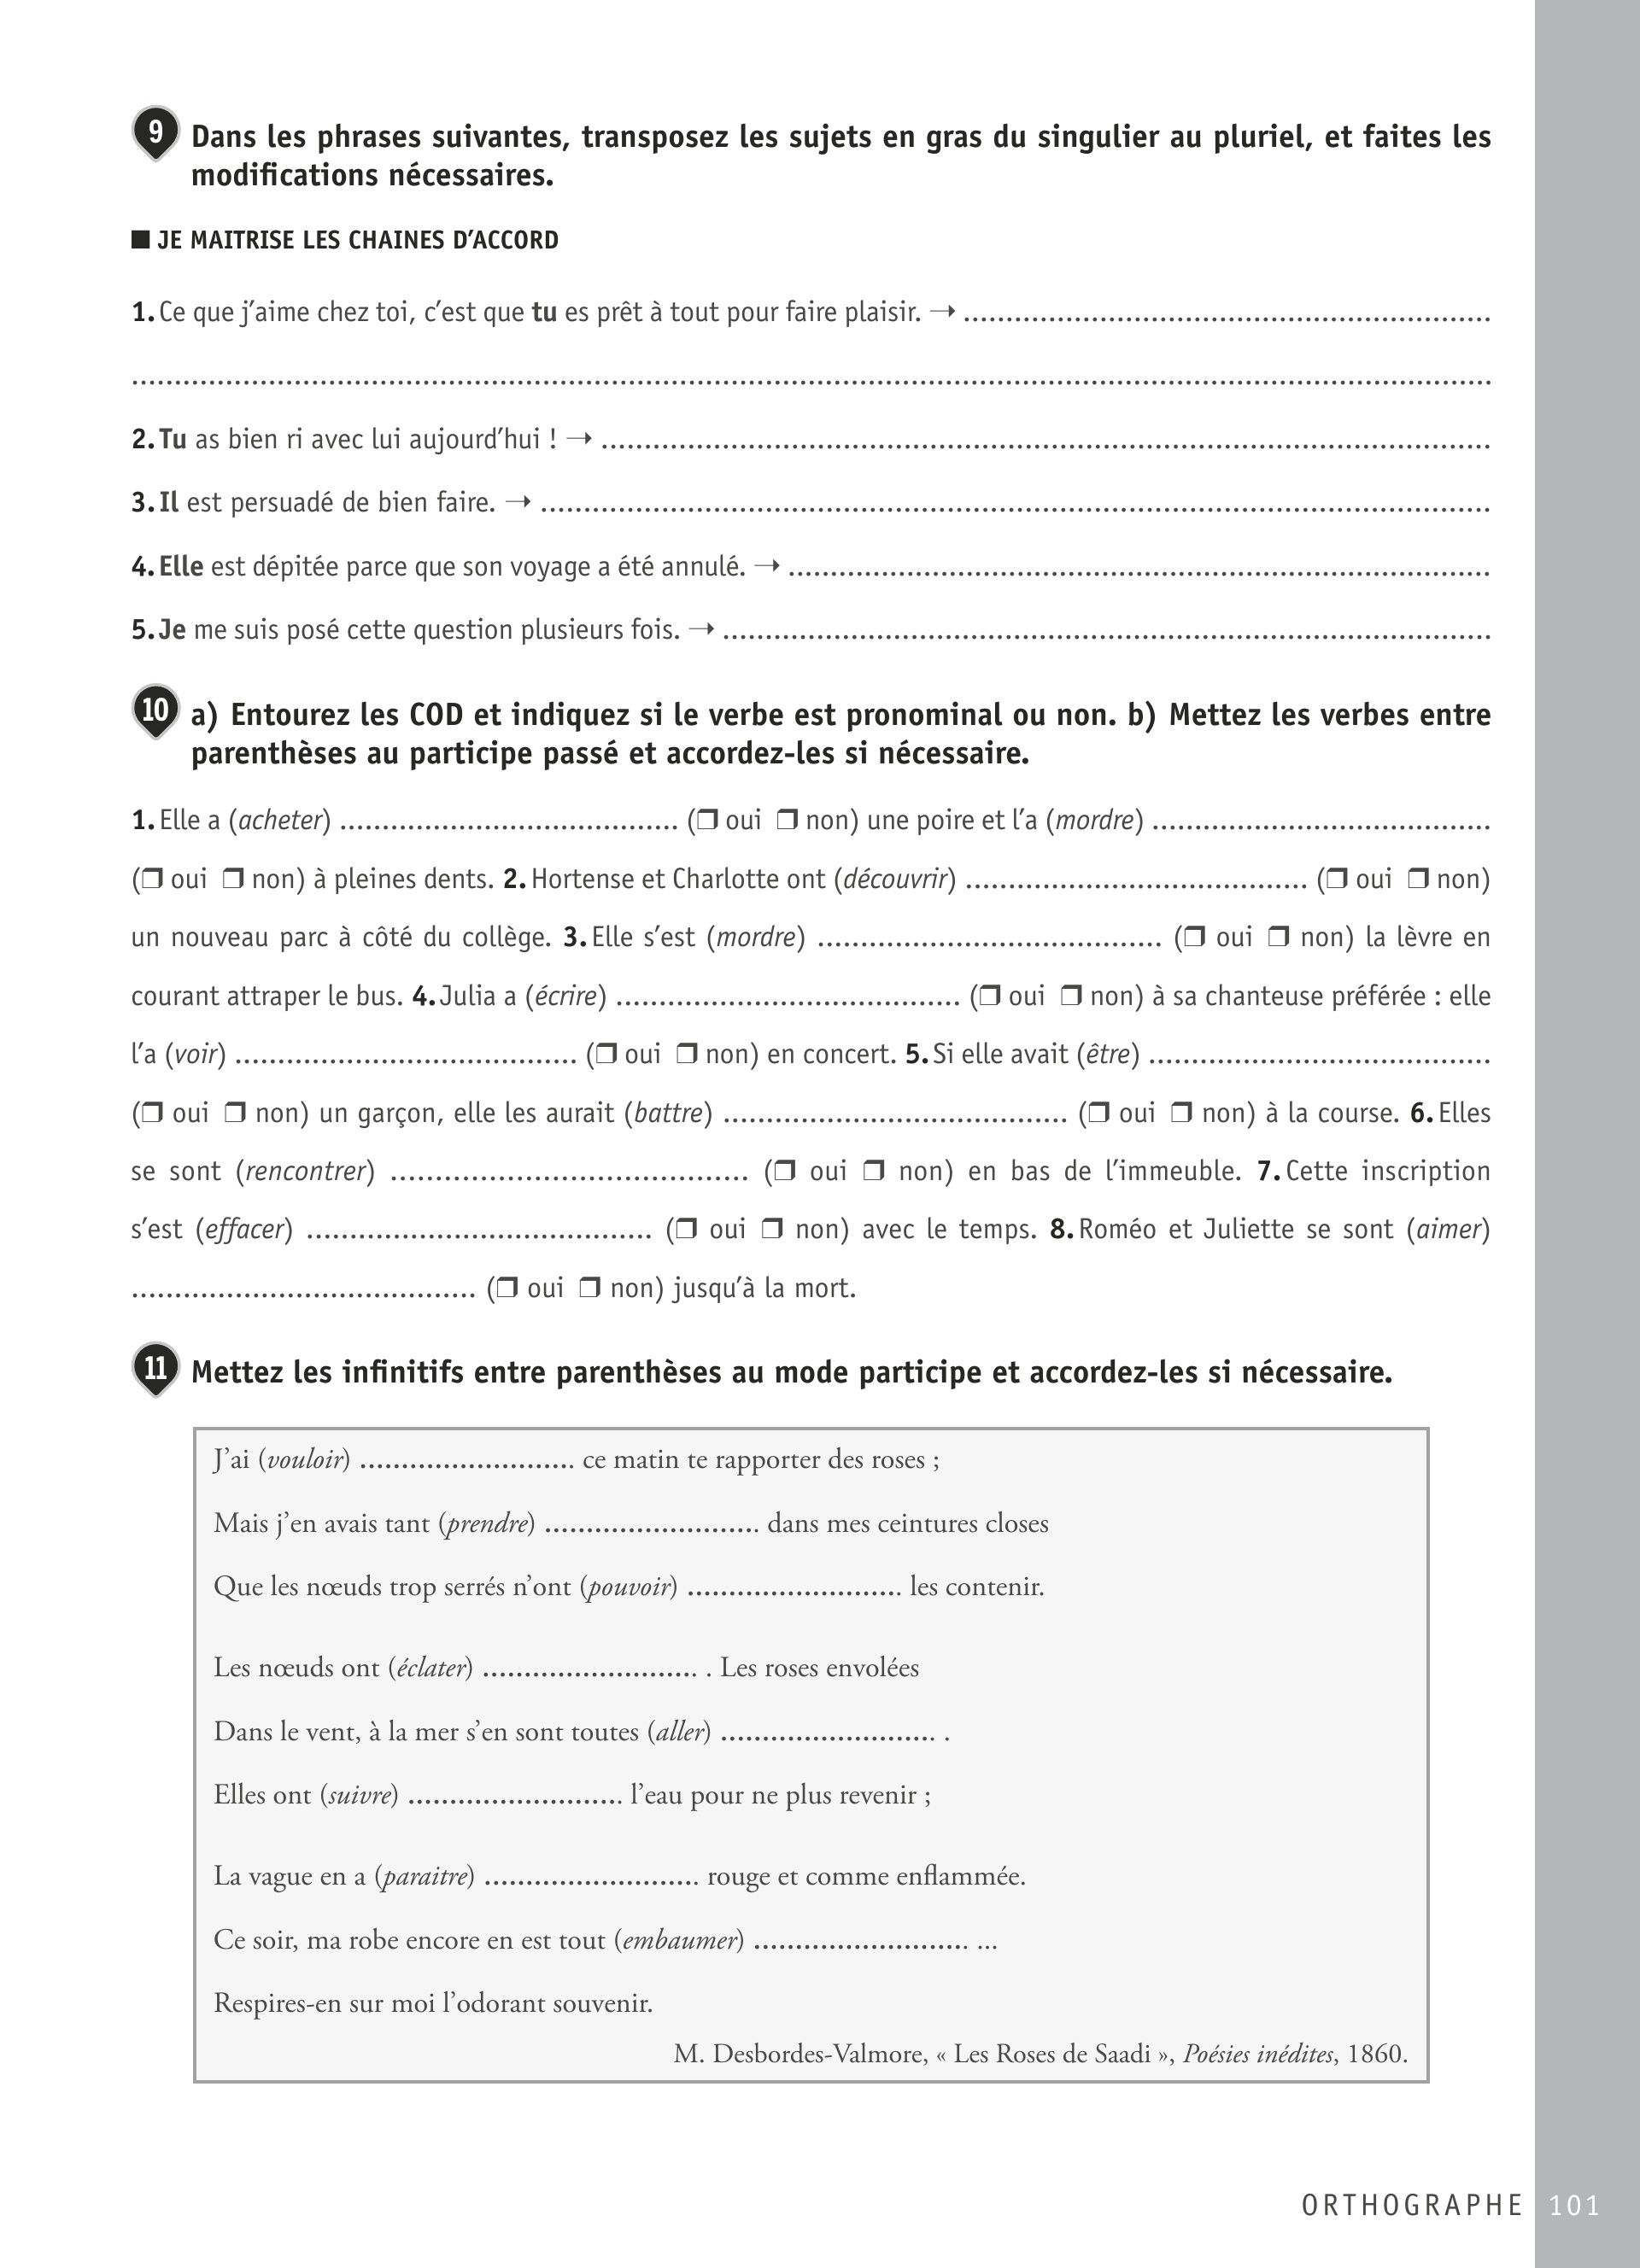 9 Dans les phrases suivantes, transposez les sujets en gras du singulier au pluriel, et faites les
modifications nécessaires.
■ JE MAITRISE LES CHAINES D’ACCORD
1. Ce que j’aime chez toi, c’est que tu es prêt à tout pour faire plaisir. → ..............................................................
................................................................................................................................................................
2. Tu as bien ri avec lui aujourd’hui ! → .........................................................................................................
3. Il est persuadé de bien faire. → ................................................................................................................
4. Elle est dépitée parce que son voyage a été annulé. → ...................................................................................
5. Je me suis posé cette question plusieurs fois. → ...........................................................................................
10 a) Entourez les COD et indiquez si le verbe est pronominal ou non. b) Mettez les verbes entre
parenthèses au participe passé et accordez-les si nécessaire.
1. Elle a (acheter) ........................................ (❒ oui ❒ non) une poire et l’a (mordre) ........................................
(❒ oui ❒ non) à pleines dents. 2. Hortense et Charlotte ont (découvrir) ........................................ (❒ oui ❒ non)
un nouveau parc à côté du collège. 3. Elle s’est (mordre) ........................................ (❒ oui ❒ non) la lèvre en
courant attraper le bus. 4. Julia a (écrire) ........................................ (❒ oui ❒ non) à sa chanteuse préférée : elle
l’a (voir) ........................................ (❒ oui ❒ non) en concert. 5. Si elle avait (être) ........................................
(❒ oui ❒ non) un garçon, elle les aurait (battre) ........................................ (❒ oui ❒ non) à la course. 6. Elles
se sont (rencontrer) ........................................ (❒ oui ❒ non) en bas de l’immeuble. 7. Cette inscription
s’est (effacer) ........................................ (❒ oui ❒ non) avec le temps. 8. Roméo et Juliette se sont (aimer)
........................................ (❒ oui ❒ non) jusqu’à la mort.
11 Mettez les infinitifs entre parenthèses au mode participe et accordez-les si nécessaire.
J’ai (vouloir) .......................... ce matin te rapporter des roses ;
Mais j’en avais tant (prendre) .......................... dans mes ceintures closes
Que les nœuds trop serrés n’ont (pouvoir) .......................... les contenir.
Les nœuds ont (éclater) .......................... . Les roses envolées
Dans le vent, à la mer s’en sont toutes (aller) .......................... .
Elles ont (suivre) .......................... l’eau pour ne plus revenir ;
La vague en a (paraitre) .......................... rouge et comme enflammée.
Ce soir, ma robe encore en est tout (embaumer) .......................... ...
Respires-en sur moi l’odorant souvenir.
M. Desbordes-Valmore, « Les Roses de Saadi », Poésies inédites, 1860.
ORTHOGRAPHE 101